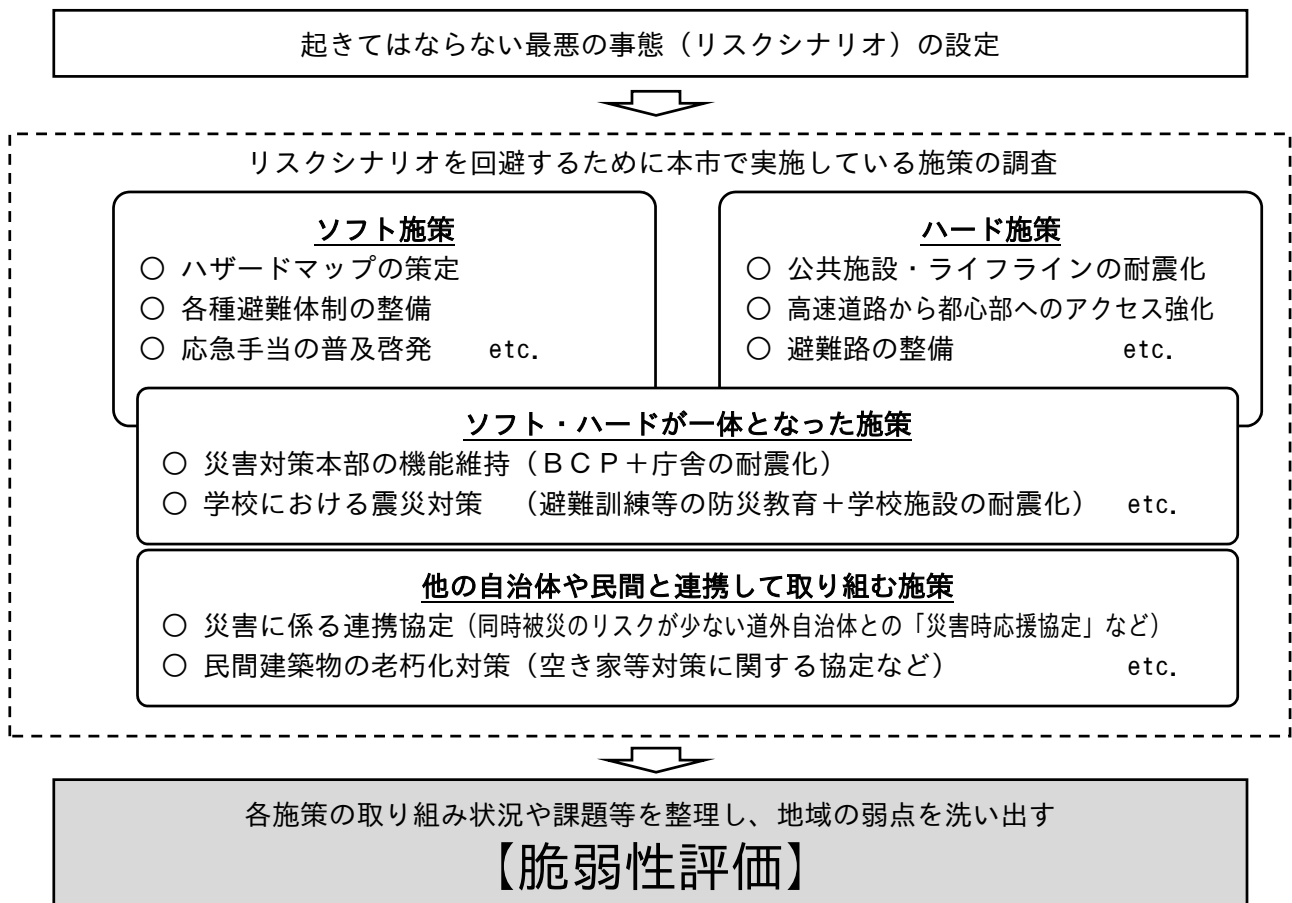 起きてはならない最悪の事態（リスクシナリオ）の設定
リスクシナリオを回避するために本市で実施している施策の調査
ソフト施策
○ ハザードマップの策定
○ 各種避難体制の整備
○ 応急手当の普及啓発　　etc.
ハード施策
○ 公共施設・ライフラインの耐震化
○ 高速道路から都心部へのアクセス強化
○ 避難路の整備　　etc.
ソフト・ハードが一体となった施策
○ 災害対策本部の機能維持（ＢＣＰ＋庁舎の耐震化）
○ 学校における震災対策　（避難訓練等の防災教育＋学校施設の耐震化）　etc.
他の自治体や民間と連携して取り組む施策
○ 災害に係る連携協定（同時被災のリスクが少ない道外自治体との「災害時応援協定」など）
○ 民間建築物の老朽化対策（空き家等対策に関する協定など）　　etc.
各施策の取り組み状況や課題等を整理し、地域の弱点を洗い出す
【脆弱性評価】